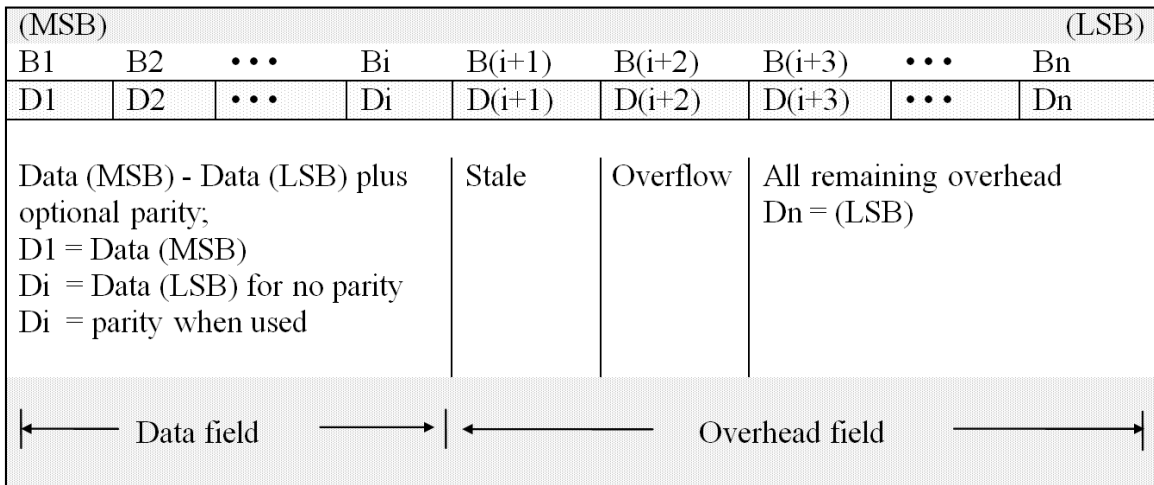 (MSB) (LSB)
B1 B2 • • • Bi B(i+1) B(i+2) B(i+3) • • • Bn
D1 D2 • • • Di D(i+1) D(i+2) D(i+3) • • • Dn
Data (MSB) - Data (LSB) plus
optional parity;
D1 = Data (MSB)
Di = Data (LSB) for no parity
Di = parity when used
Stale
Overflow
All remaining overhead
Dn = (LSB)
Data field
Overhead field